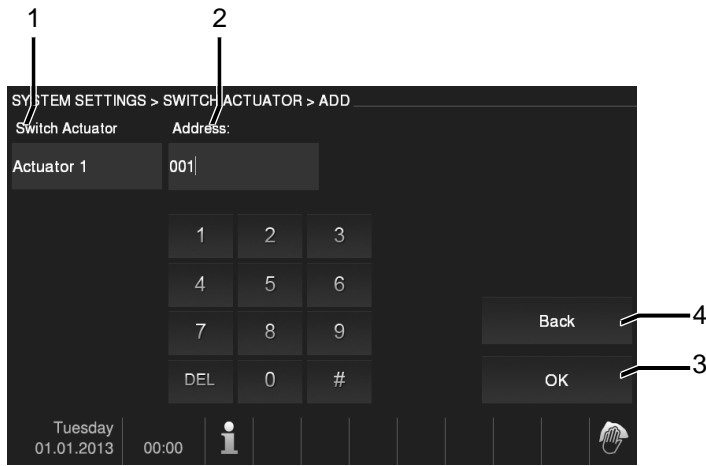 1 2
SYSTEM SETTINGS > SWITCH ACTUATOR > ADD
Switch Actuator Address:
Actuator 1 001
1 2 3
4 5 6
7 8 9
DEL 0 #
Back
4
OK
3
Tuesday
01.01.2013 00:00 i